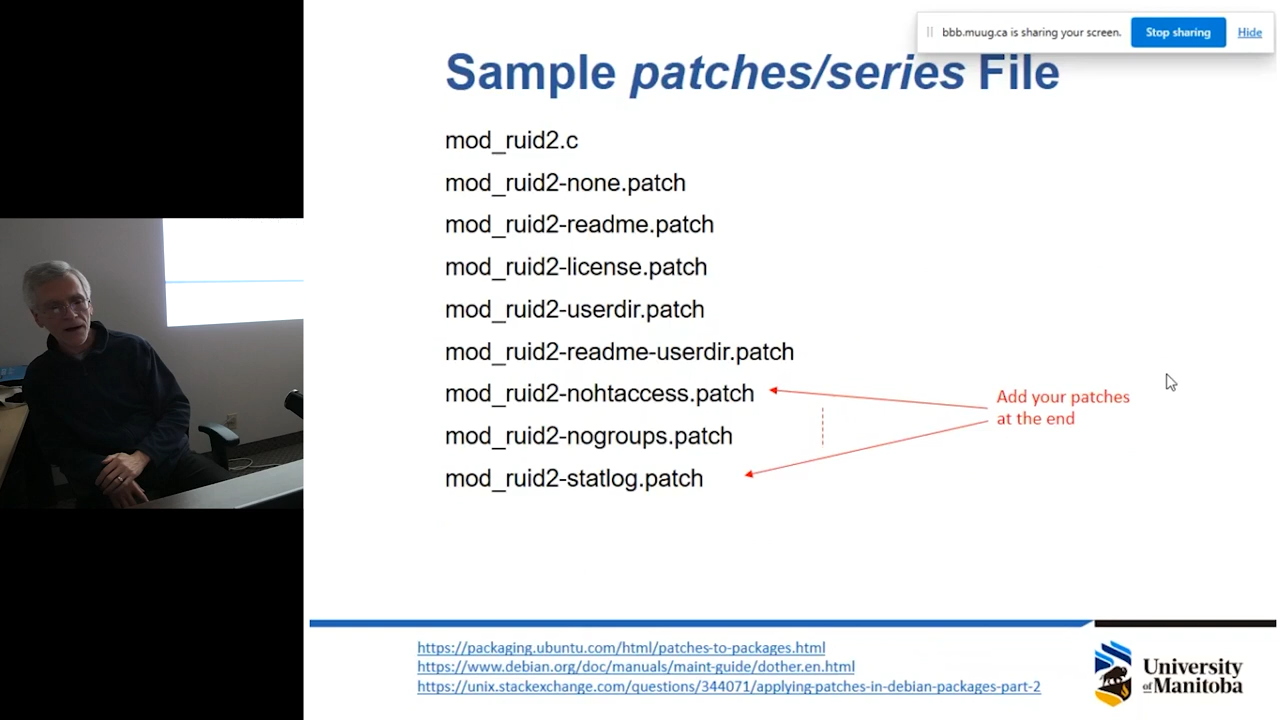 bbb.muug.ca is sharing your screen.
Stop sharing
Hide
Sample patches/series File
mod_ruid2.c
mod_ruid2-none.patch
mod_ruid2-readme.patch
mod_ruid2-license.patch
mod_ruid2-userdir.patch
mod_ruid2-readme-userdir.patch
mod_ruid2-nohtaccess.patch
mod_ruid2-nogroups.patch
mod_ruid2-statlog.patch
Add your patches
at the end
https://packaging.ubuntu.com/html/patches-to-packages.html
https://www.debian.org/doc/manuals/maint-guide/dother.en.html
https://unix.stackexchange.com/questions/344071/applying-patches-in-debian-packages-part-2
University
of Manitoba